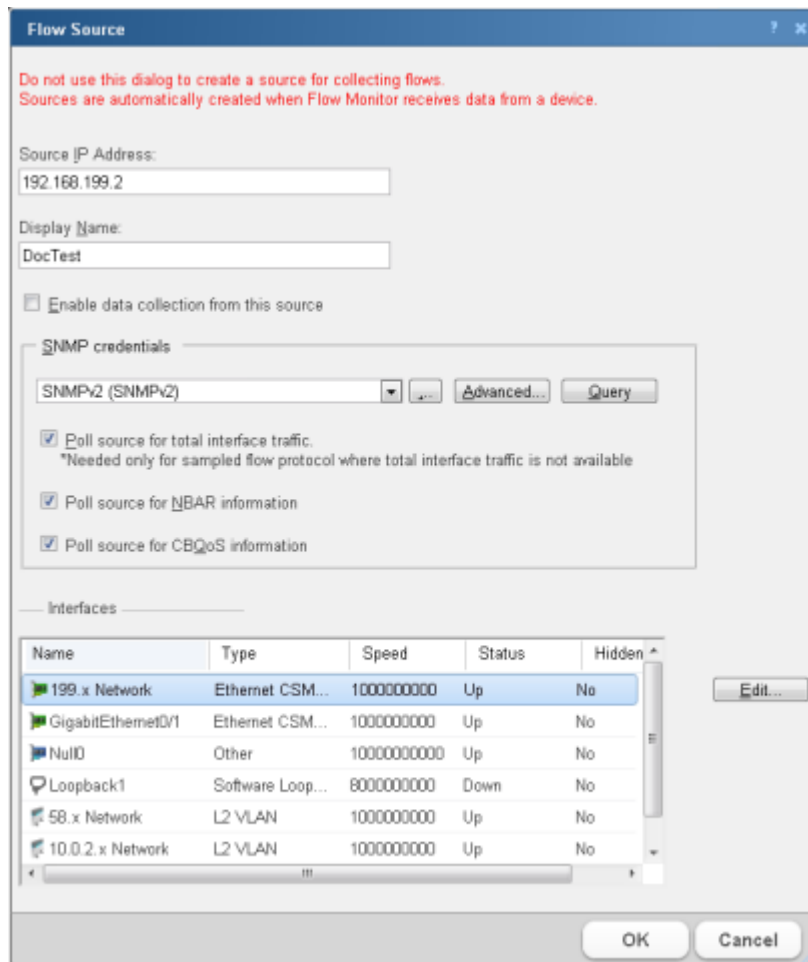 Flow Source
Do not use this dialog to create a source for collecting flows.
Sources are automatically created when Flow Monitor receives data from a device.
Source IP Address:
192.168.199.2
Display Name:
DocTest
Enable data collection from this source
SNMP credentials
SNMPv2 (SNMPv2) ... Advanced... Query
Poll source for total interface traffic.
*Needed only for sampled flow protocol where total interface traffic is not available
Poll source for NBAR information
Poll source for CBQoS information
Interfaces
Name Type Speed Status Hidden
199.x Network Ethernet CSM... 1000000000 Up No
Edit...
GigabitEthernet0/1 Ethernet CSM... 1000000000 Up No
Null0 Other 10000000000 Up No
Loopback1 Software Loop... 8000000000 Down No
58.x Network L2 VLAN 1000000000 Up No
10.0.2.x Network L2 VLAN 1000000000 Up No
OK Cancel